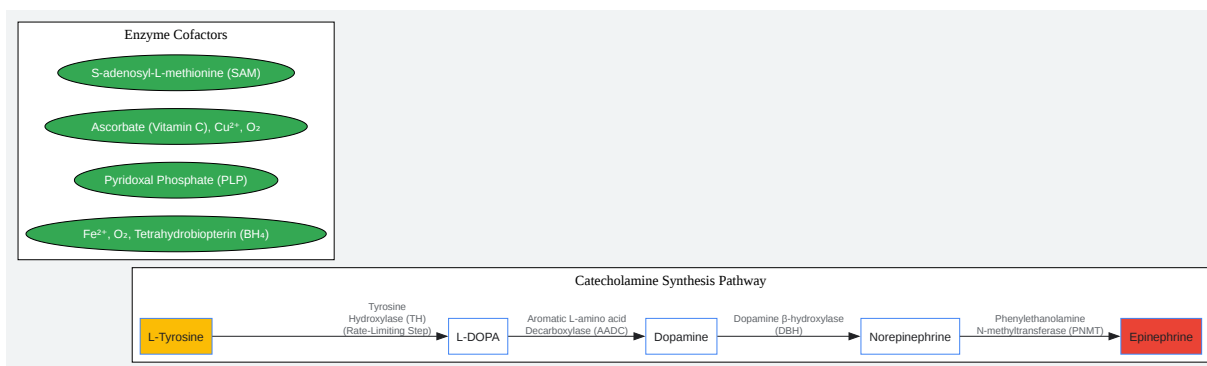 Enzyme Cofactors
S-adenosyl-L-methionine (SAM)
Ascorbate (Vitamin C), Cu²⁺, O₂
Pyridoxal Phosphate (PLP)
Fe²⁺, O₂, Tetrahydrobiopterin (BH₄)
Catecholamine Synthesis Pathway
L-Tyrosine
Tyrosine
Hydroxylase (TH)
(Rate-Limiting Step)
L-DOPA
Aromatic L-amino acid
Decarboxylase (AADC)
Dopamine
Dopamine β-hydroxylase
(DBH)
Norepinephrine
Phenylethanolamine
N-methyltransferase (PNMT)
Epinephrine